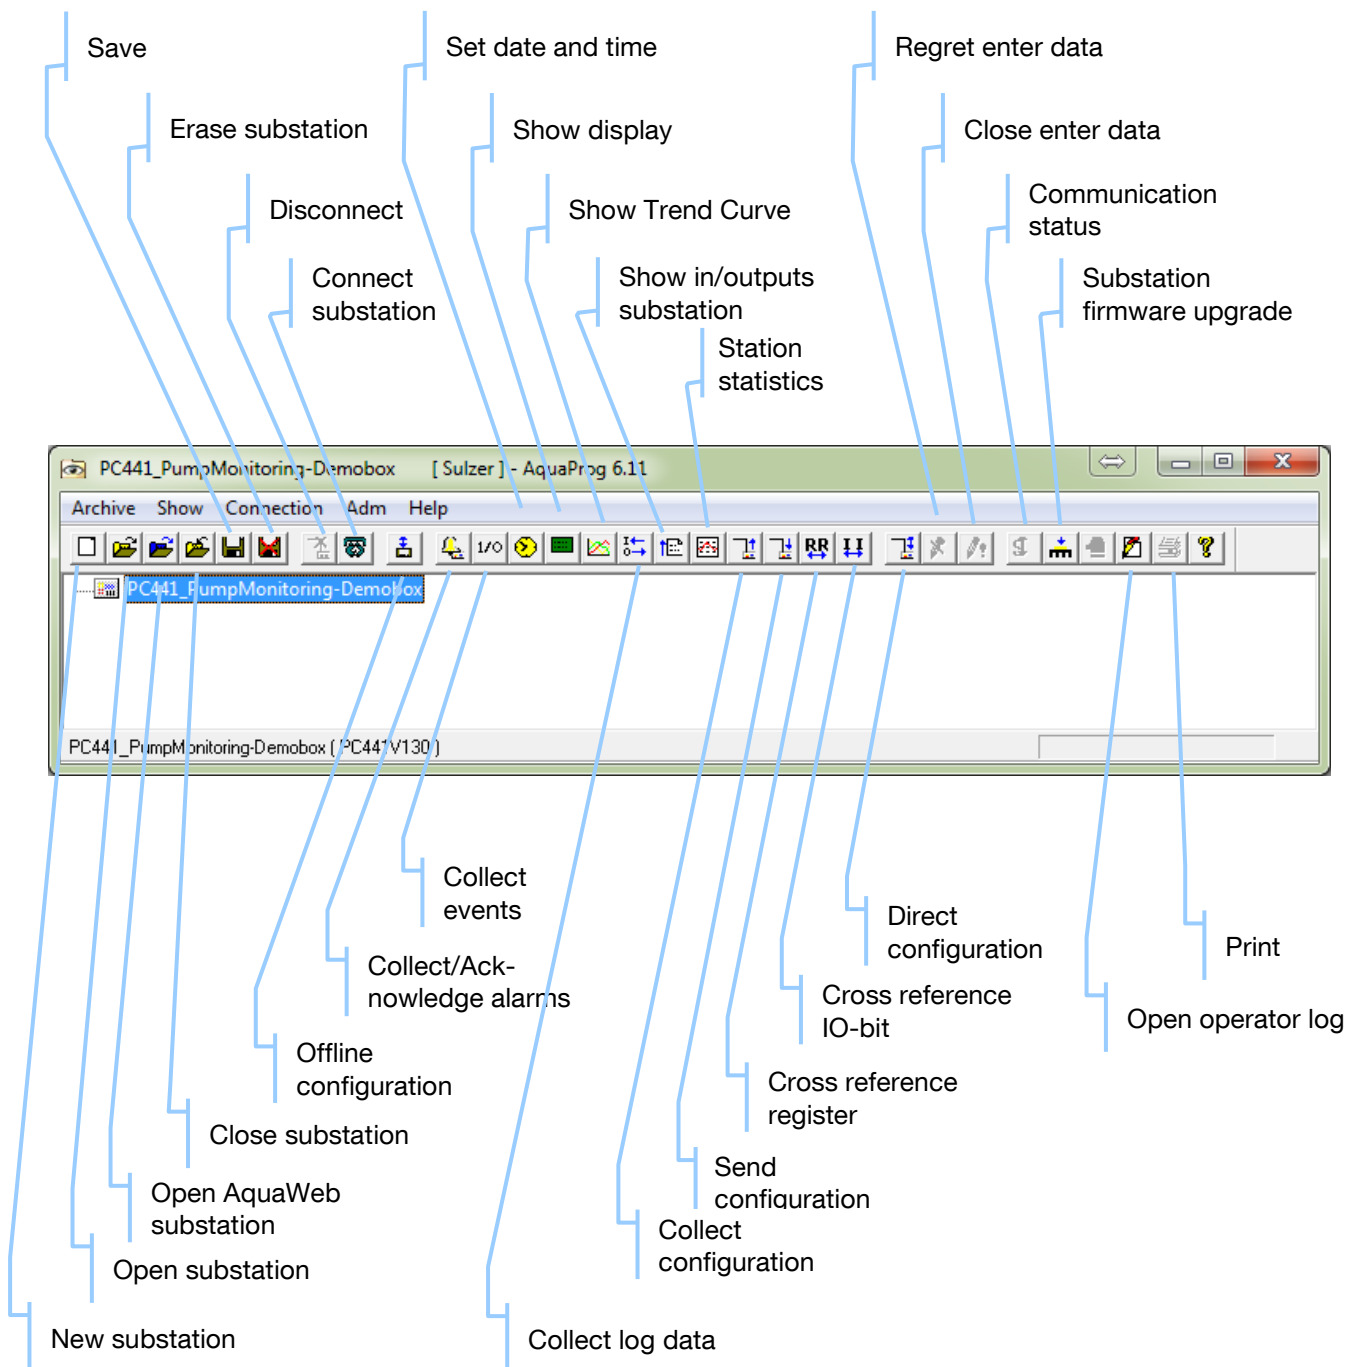 Save
Set date and time
Regret enter data
Erase substation
Show display
Close enter data
Disconnect
Show Trend Curve
Communication
status
Connect
substation
Show in/outputs
substation
Substation
firmware upgrade
Station
statistics
PC441_PumpMonitoring-Demobox [ Sulzer ] - AquaProg 6.11
Archive Show Connection Adm Help
I/O
RR
II
PC441_PumpMonitoring-Demobox
PC441_PumpMonitoring-Demobox ( PC441V130 )
Collect
events
Direct
configuration
Print
Collect/Ack-
nowledge alarms
Cross reference
IO-bit
Open operator log
Offline
configuration
Cross reference
register
Close substation
Send
configuration
Open AquaWeb
substation
Collect
configuration
Open substation
New substation
Collect log data